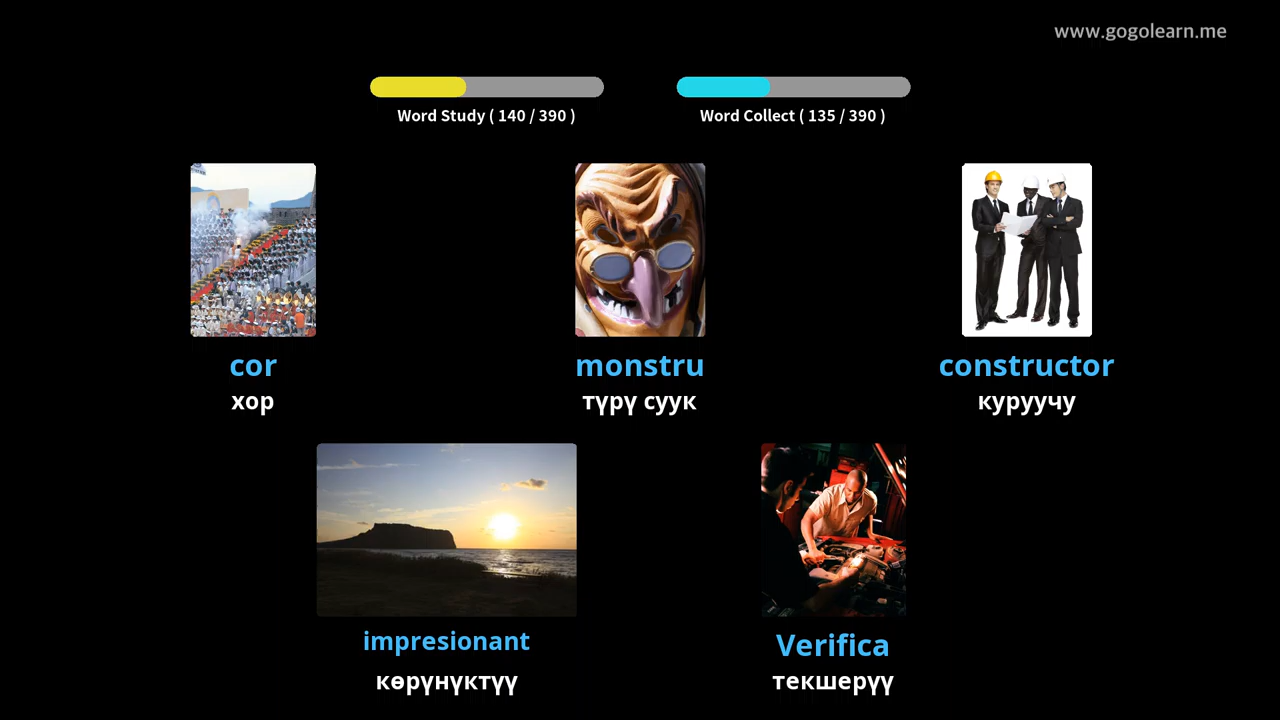 www.gogolearn.me
Word Study ( 140 / 390 )
Word Collect ( 135 / 390 )
cor
monstru
constructor
хор
түрү суук
куруучу
impresionant
Verifica
көрүнүктүү
текшерүү